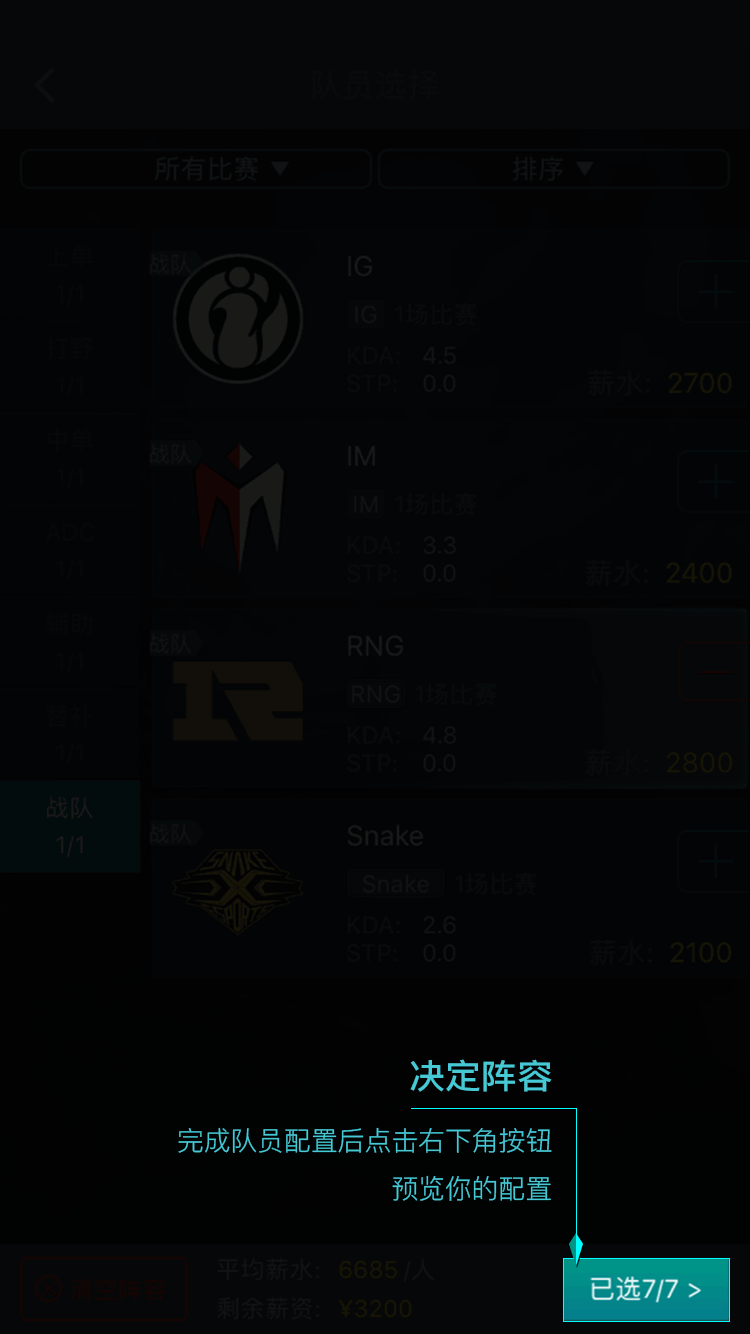 队员选择
所有比赛 ▼
排序 ▼
上单
1/1
打野
1/1
中单
1/1
ADC
1/1
辅助
1/1
替补
1/1
战队
1/1
战队
IG
IG 1场比赛
KDA: 4.5
STP: 0.0
薪水: 2700
战队
IM
IM 1场比赛
KDA: 3.3
STP: 0.0
薪水: 2400
战队
RNG
RNG 1场比赛
KDA: 4.8
STP: 0.0
薪水: 2800
战队
SNAKE
ESPORTS
Snake
Snake 1场比赛
KDA: 2.6
STP: 0.0
薪水: 2100
决定阵容
完成队员配置后点击右下角按钮
预览你的配置
平均薪水: 6685/人
剩余薪资: ¥3200
已选7/7 >